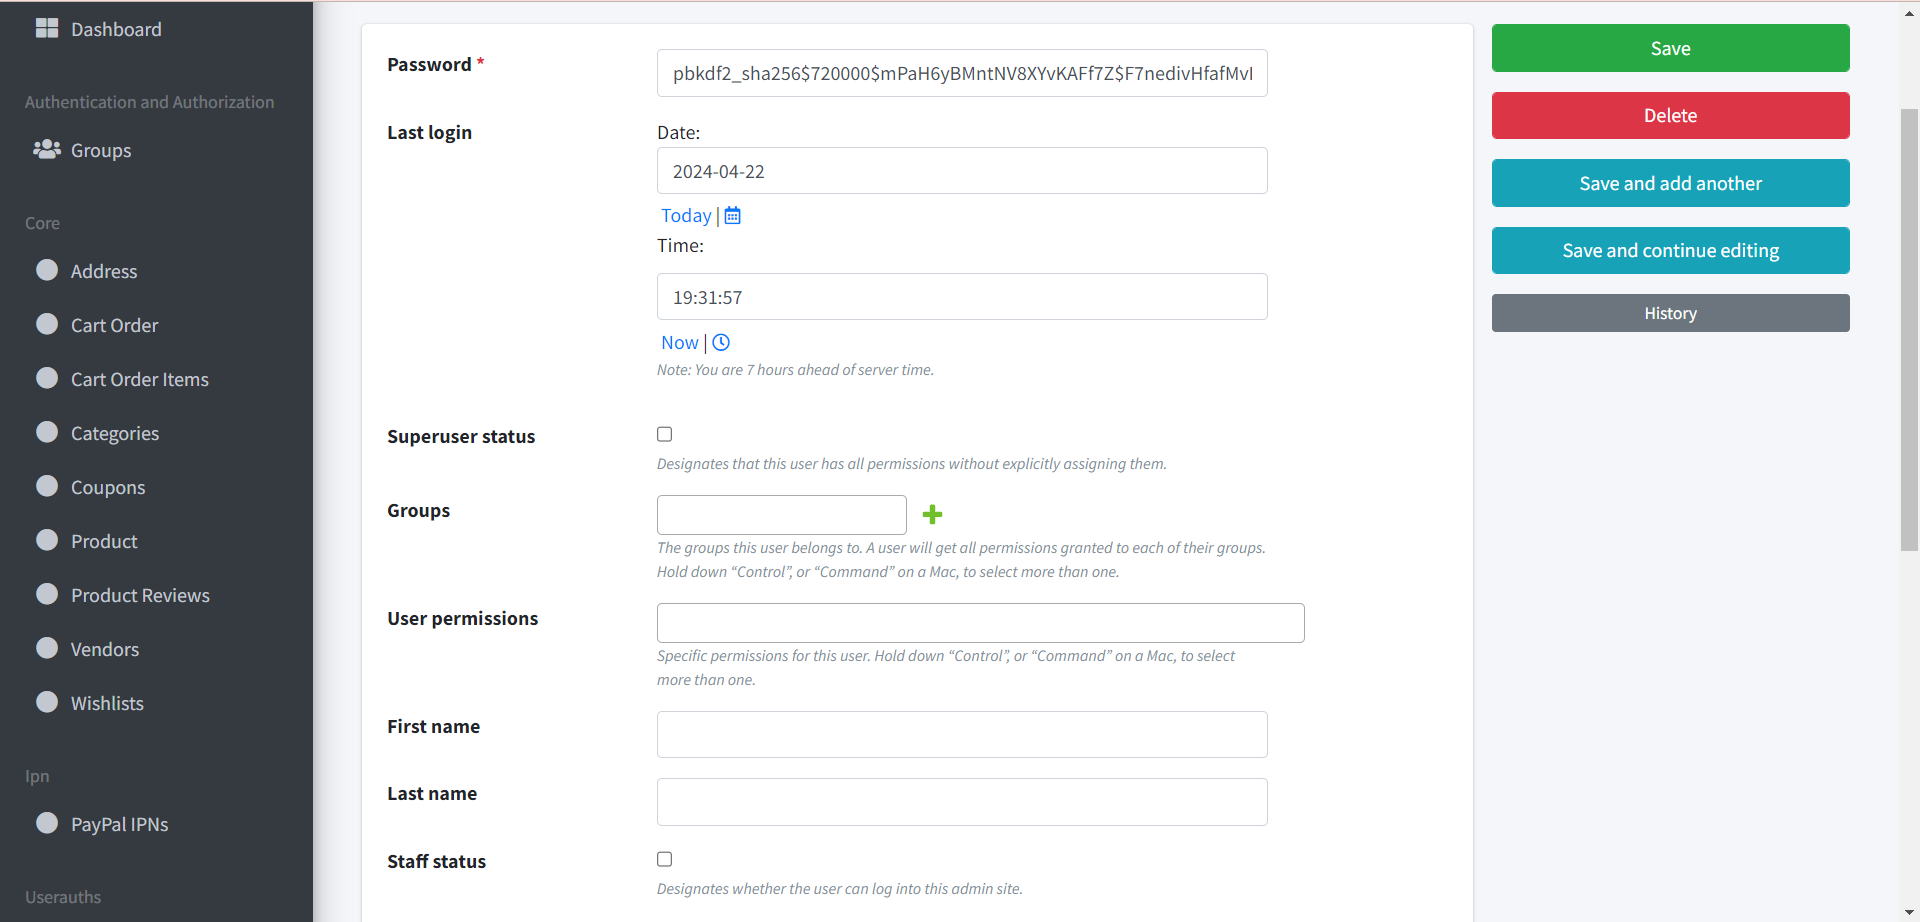 Dashboard
Authentication and Authorization
Groups
Core
Address
Cart Order
Cart Order Items
Categories
Coupons
Product
Product Reviews
Vendors
Wishlists
Ipn
PayPal IPNs
Userauths
Password *
pbkdf2_sha256$720000$mPaH6yBMntNV8XYvKAFf7Z$F7nedivHfafMvI
Last login
Date:
2024-04-22
Today |
Time:
19:31:57
Now |
Note: You are 7 hours ahead of server time.
Superuser status
Designates that this user has all permissions without explicitly assigning them.
Groups
The groups this user belongs to. A user will get all permissions granted to each of their groups.
Hold down “Control”, or “Command” on a Mac, to select more than one.
User permissions
Specific permissions for this user. Hold down “Control”, or “Command” on a Mac, to select
more than one.
First name
Last name
Staff status
Designates whether the user can log into this admin site.
Save
Delete
Save and add another
Save and continue editing
History